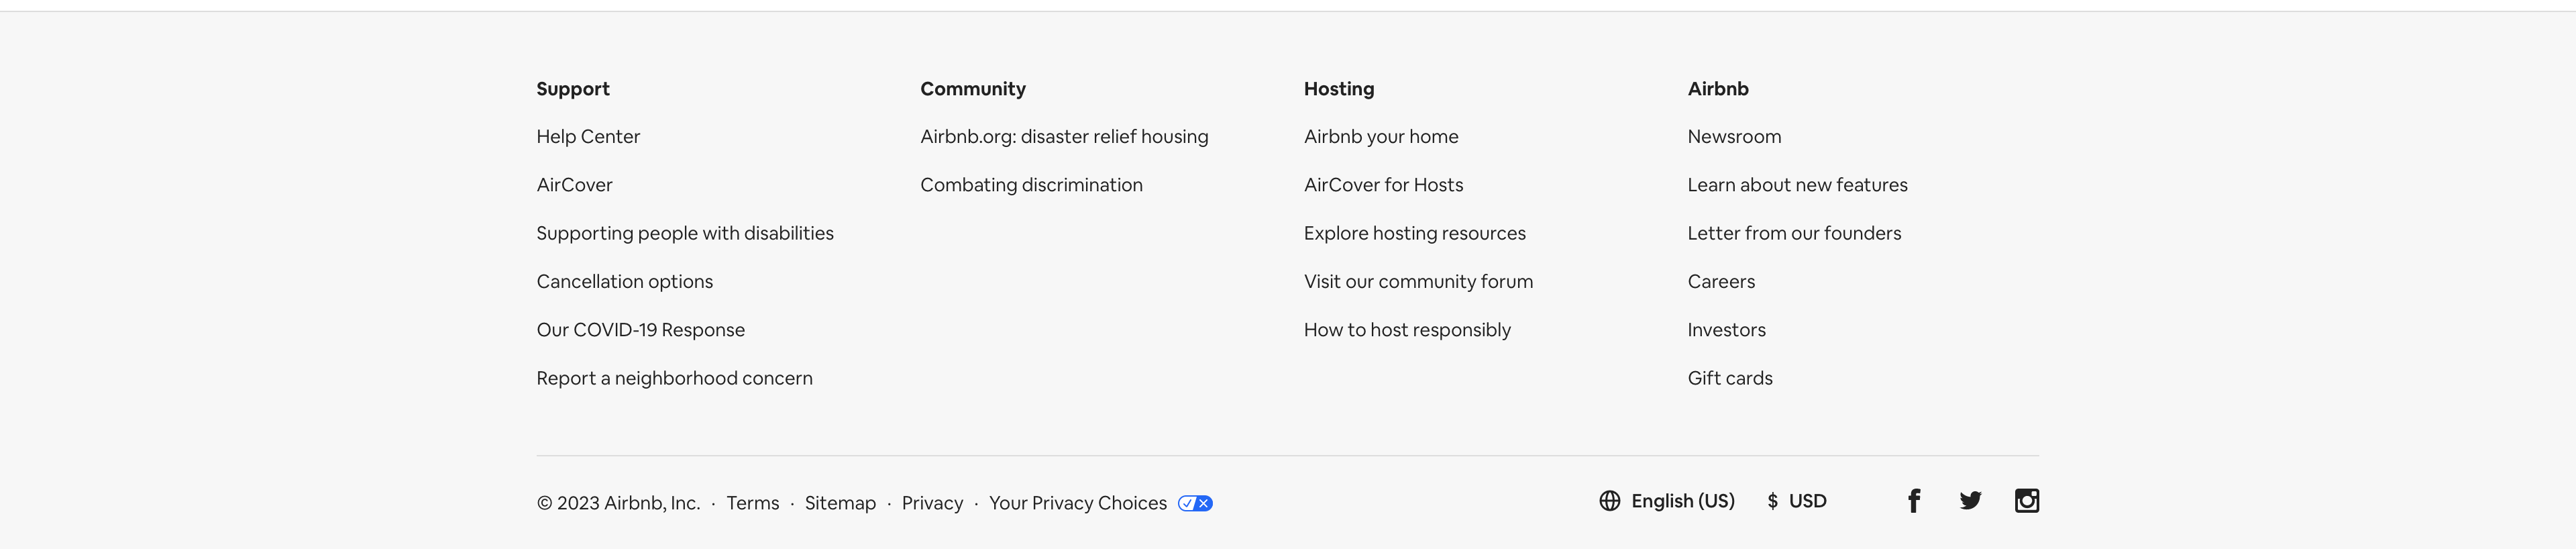 Support
Help Center
AirCover
Supporting people with disabilities
Cancellation options
Our COVID-19 Response
Report a neighborhood concern
Community
Airbnb.org: disaster relief housing
Combating discrimination
Hosting
Airbnb your home
AirCover for Hosts
Explore hosting resources
Visit our community forum
How to host responsibly
Airbnb
Newsroom
Learn about new features
Letter from our founders
Careers
Investors
Gift cards
© 2023 Airbnb, Inc. · Terms · Sitemap · Privacy · Your Privacy Choices
English (US) $ USD